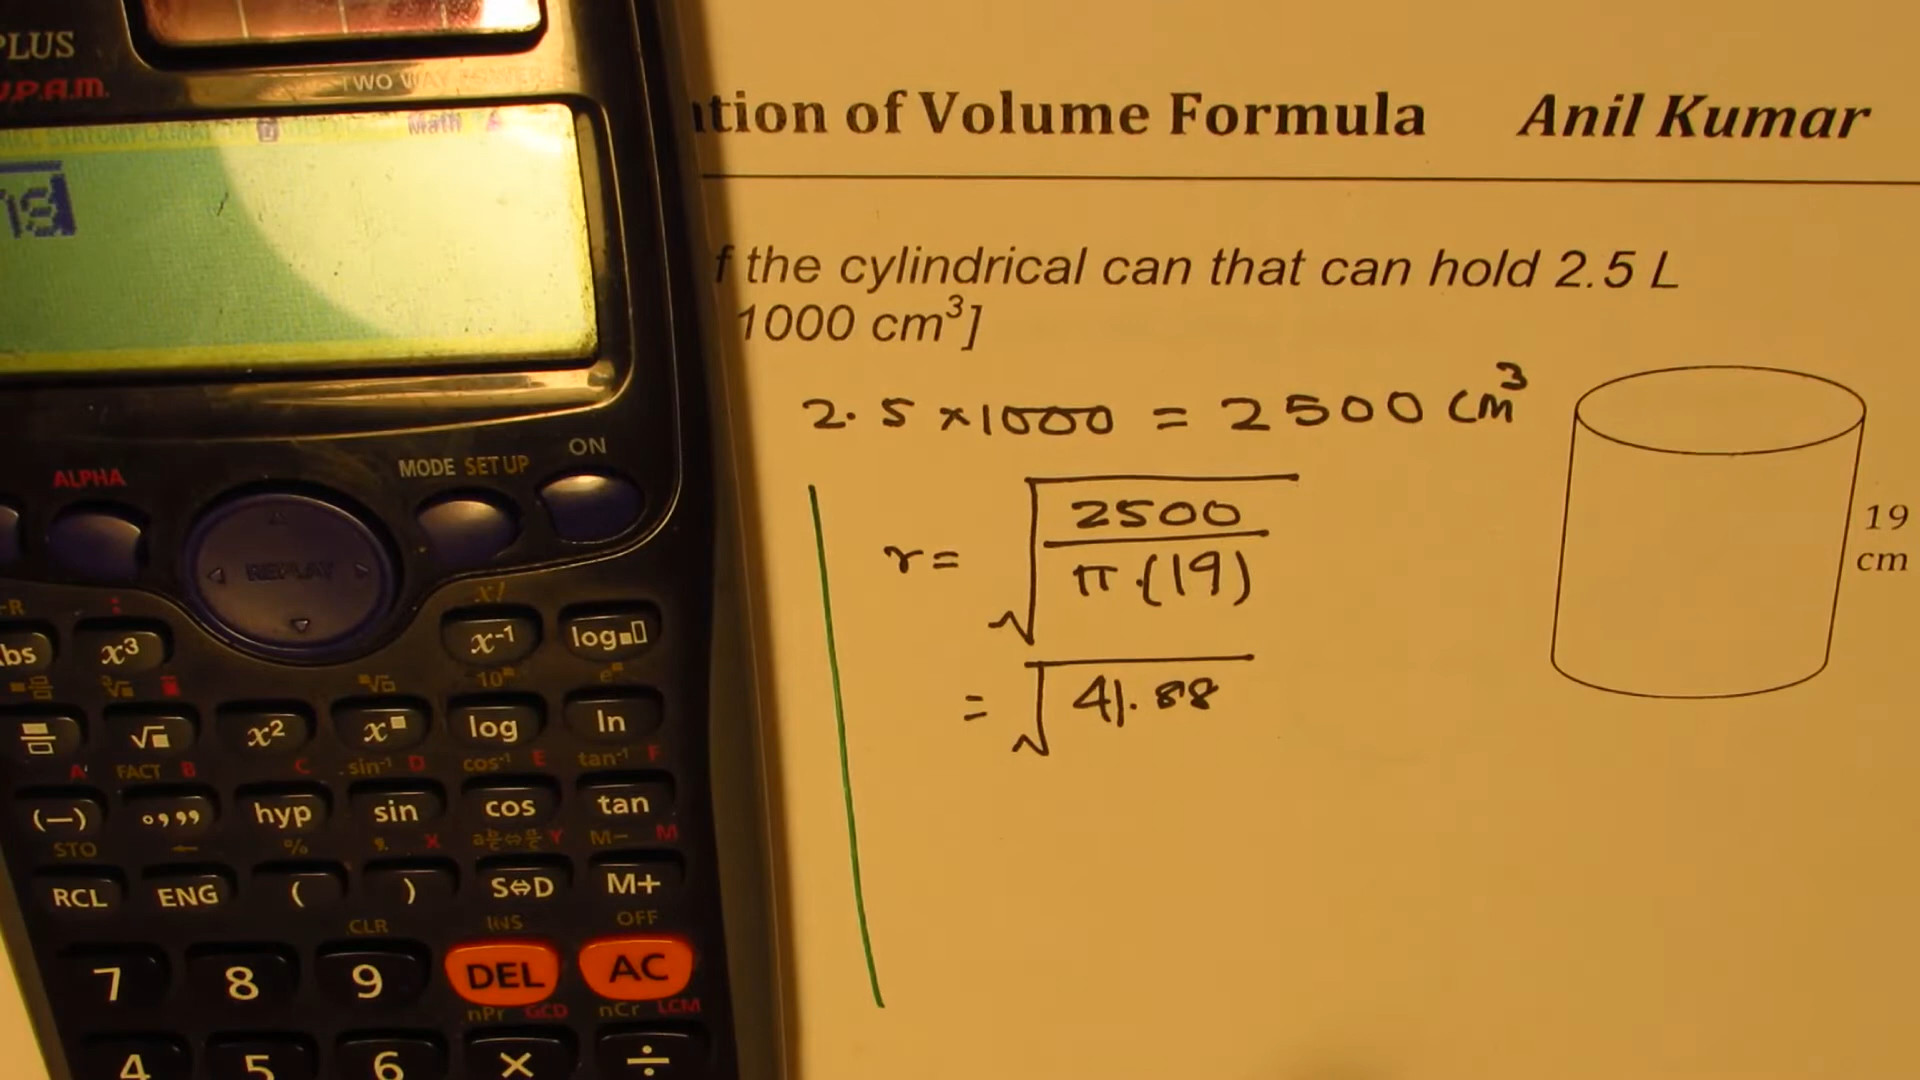 PLUS
V.P.A.M.
TWO WAY POWER
Math
tion of Volume Formula Anil Kumar
f the cylindrical can that can hold 2.5 L
1000 cm³]
2.5 × 1000 = 2500 cm³
r = √(2500 / π·(19))
= √41.88
19
cm
ALPHA
MODE SETUP
ON
REPLAY
x!
x³
x⁻¹
log
10
e
√
x²
x
log
ln
A FACT B C sin⁻¹ D cos⁻¹ E tan⁻¹ F
(−) hyp sin cos tan
STO ← % X Y M− M
RCL ENG ( ) S⇔D M+
CLR INS OFF
7 8 9 DEL AC
nPr GCD nCr LCM
4 5 6 × ÷